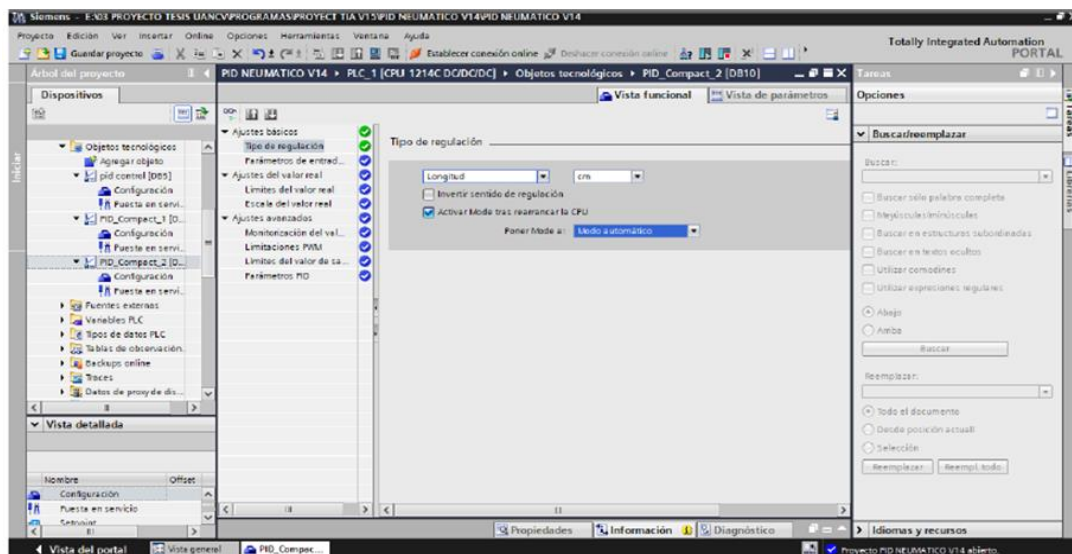 Siemens - E:\03 PROYECTO TESIS UANCV\PROGRAMAS\PROYECT TIA V15\PID NEUMATICO V14\PID NEUMATICO V14
Proyecto Edición Ver Insertar Online Opciones Herramientas Ventana Ayuda
Totally Integrated Automation
PORTAL
Guardar proyecto
Establecer conexión online
Deshacer conexión online
Árbol del proyecto
PID NEUMATICO V14 PLC_1 [CPU 1214C DC/DC/DC] Objetos tecnológicos PID_Compact_2 [DB10]
Tareas
Dispositivos
Vista funcional
Vista de parámetros
Opciones
Iniciar
Objetos tecnológicos
Agregar objeto
pid control [DB5]
Configuración
Puesta en servi...
PID_Compact_1 [D...
Configuración
Puesta en servi...
PID_Compact_2 [D...
Configuración
Puesta en servi...
Fuentes externas
Variables PLC
Tipos de datos PLC
Tablas de observación...
Backups online
Traces
Datos de proxy de dis...
Vista detallada
Nombre Offset
Configuración
Puesta en servicio
Setpoint
Ajustes básicos
Tipo de regulación
Parámetros de entrad...
Ajustes del valor real
Límites del valor real
Escala del valor real
Ajustes avanzados
Monitorización del val...
Limitaciones PWM
Límites del valor de sa...
Parámetros PID
Tipo de regulación
Longitud cm
Invertir sentido de regulación
Activar Mode tras rearrancar la CPU
Poner Mode a: Modo automático
Buscar/reemplazar
Buscar:
Buscar sólo palabra completa
Mayúsculas/minúsculas
Buscar en estructuras subordinadas
Buscar en textos ocultos
Utilizar comodines
Utilizar expresiones regulares
Abajo
Arriba
Buscar
Reemplazar:
Todo el documento
Desde posición actual
Selección
Reemplazar Reempl. todo
Idiomas y recursos
Tareas
Librerías
Propiedades
Información
Diagnóstico
Vista del portal
Vista general
PID_Compac...
Proyecto PID NEUMATICO V14 abierto.